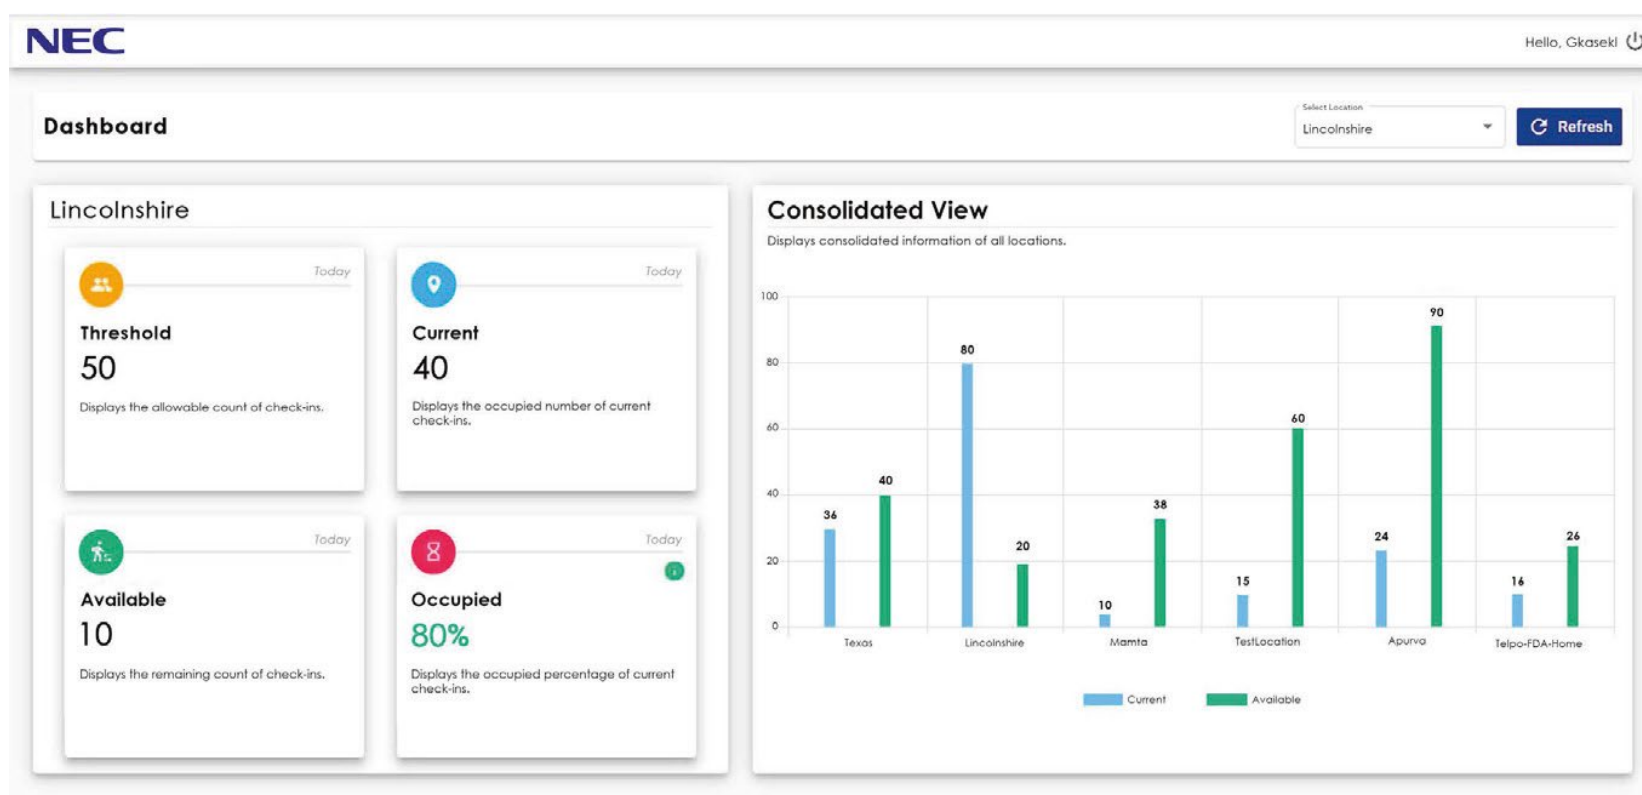 NEC
Hello, Gkasekl
Dashboard
Select Location
Lincolnshire
Refresh
Lincolnshire
Today
Threshold
50
Displays the allowable count of check-ins.
Today
Current
40
Displays the occupied number of current
check-ins.
Today
Available
10
Displays the remaining count of check-ins.
Today
Occupied
80%
Displays the occupied percentage of current
check-ins.
Consolidated View
Displays consolidated information of all locations.
100
80
60
40
20
0
36
40
80
20
10
38
15
60
24
90
16
26
Texas
Lincolnshire
Mamta
TestLocation
Apurva
Telpo-FDA-Home
Current
Available